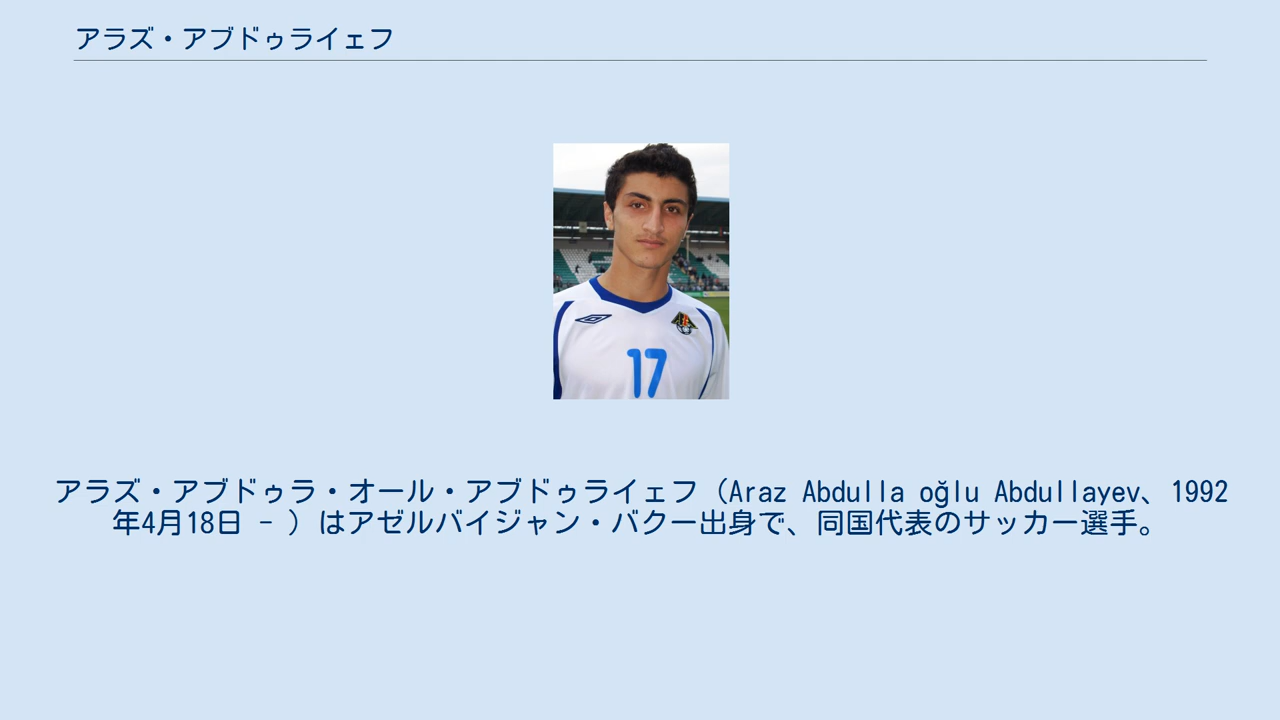 アラズ・アブドゥライェフ
17
アラズ・アブドゥラ・オール・アブドゥライェフ（Araz Abdulla oğlu Abdullayev、1992
年4月18日 - ）はアゼルバイジャン・バクー出身で、同国代表のサッカー選手。